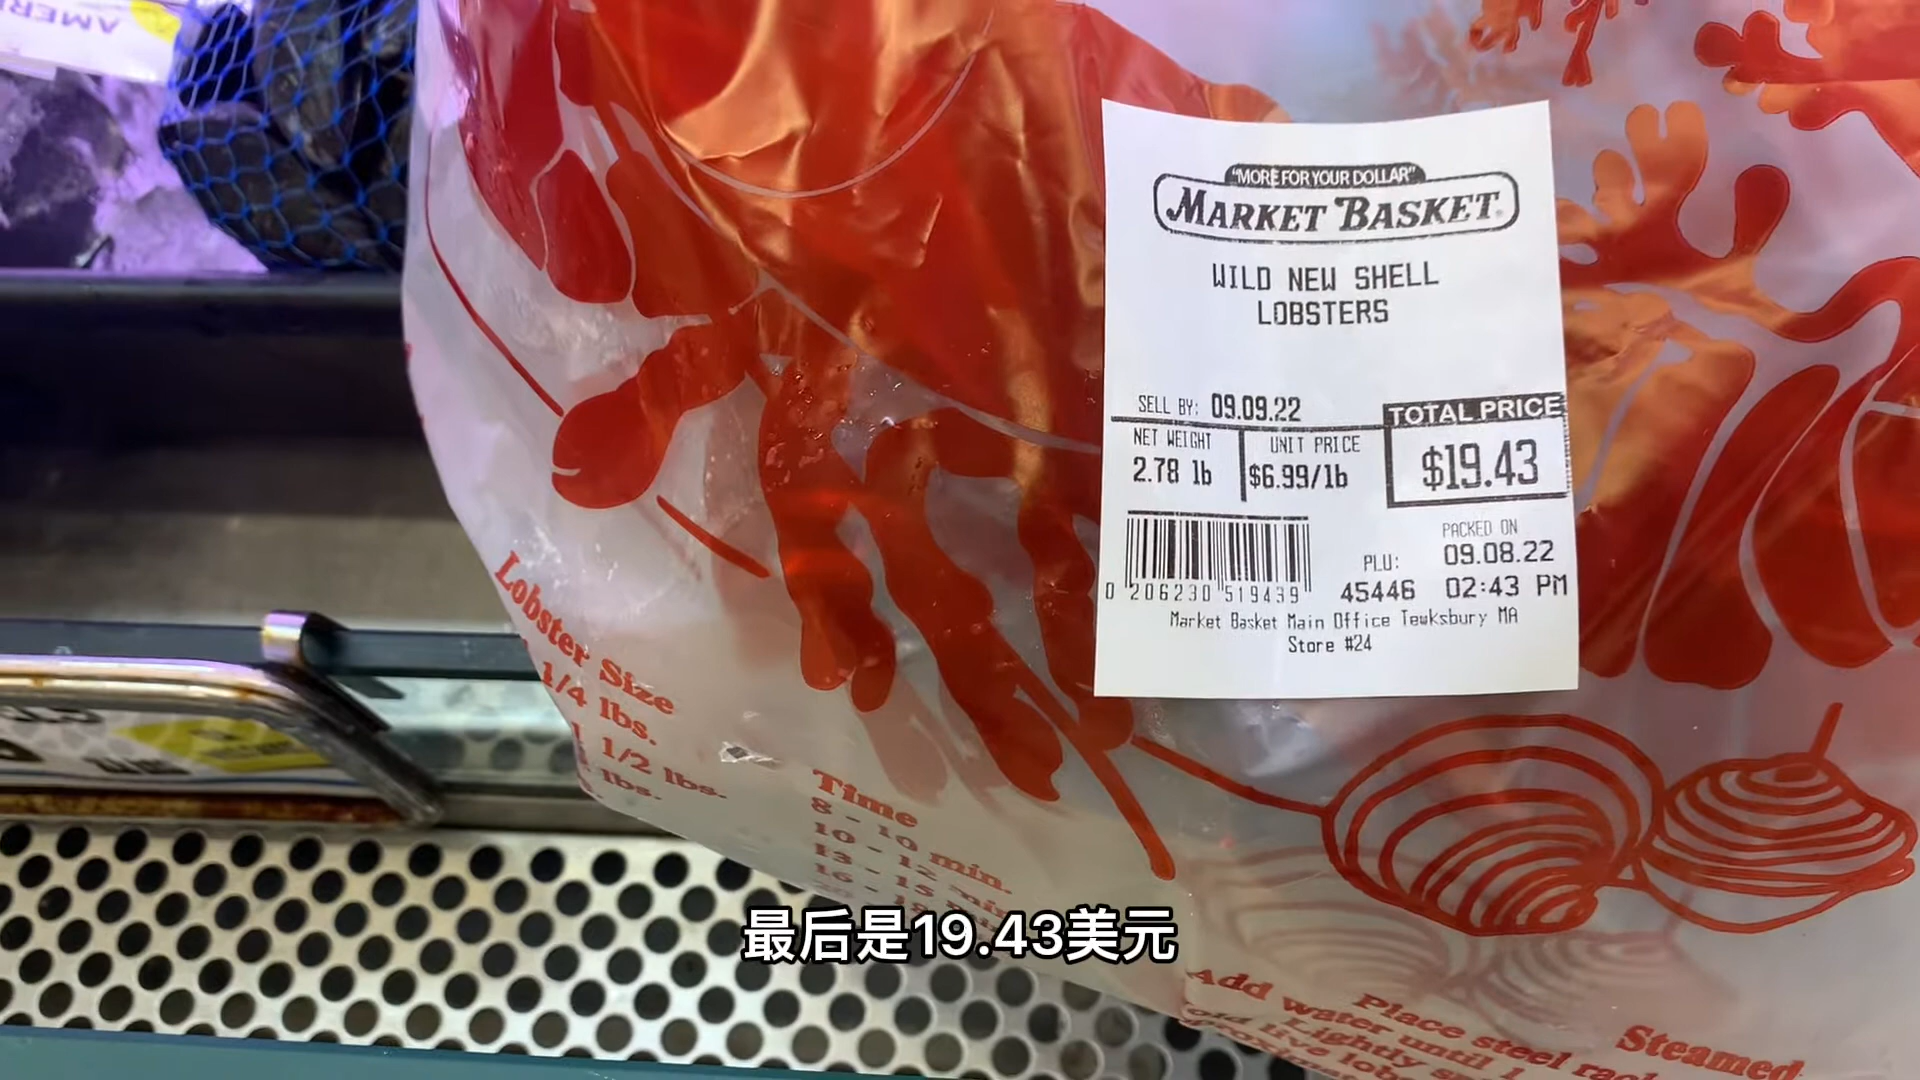 AMERI
"MORE FOR YOUR DOLLAR"
MARKET BASKET
WILD NEW SHELL
LOBSTERS
SELL BY: 09.09.22
TOTAL PRICE
$19.43
NET WEIGHT
2.78 lb
UNIT PRICE
$6.99/lb
PACKED ON
09.08.22
02:43 PM
PLU:
45446
0 206230 519439
Market Basket Main Office Tewksbury MA
Store #24
Lobster Size
1/4 lbs.
1 1/2 lbs.
lbs.
Time
8 - 10 min.
10 - 12 min
13 - 15 min
16 -
最后是19.43美元
Steamed
Place steel rack
Add water until 1
Lightly
live lob